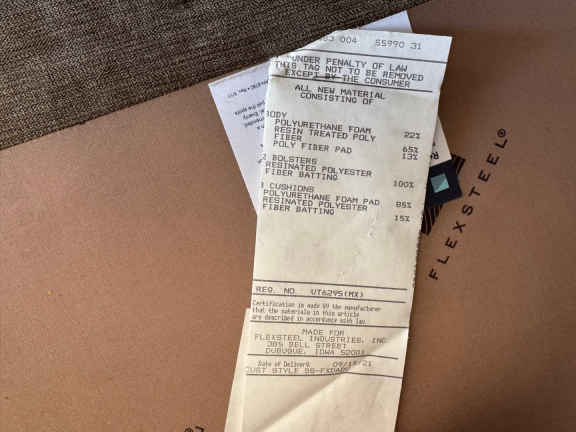 004 55990 31
UNDER PENALTY OF LAW
THIS TAG NOT TO BE REMOVED
EXCEPT BY THE CONSUMER
ALL NEW MATERIAL
CONSISTING OF
BODY
POLYURETHANE FOAM 22%
RESIN TREATED POLY
FIBER 65%
POLY FIBER PAD 13%
2 BOLSTERS
RESINATED POLYESTER
FIBER BATTING 100%
CUSHIONS
POLYURETHANE FOAM PAD 85%
RESINATED POLYESTER
FIBER BATTING 15%
REG. NO. VT6295(MX)
Certification is made by the manufacturer
that the materials in this article
are described in accordance with law.
MADE FOR
FLEXSTEEL INDUSTRIES, INC
385 BELL STREET
DUBUQUE, IOWA 52001
Date of Delivery
CUST STYLE
FLEXSTEEL®